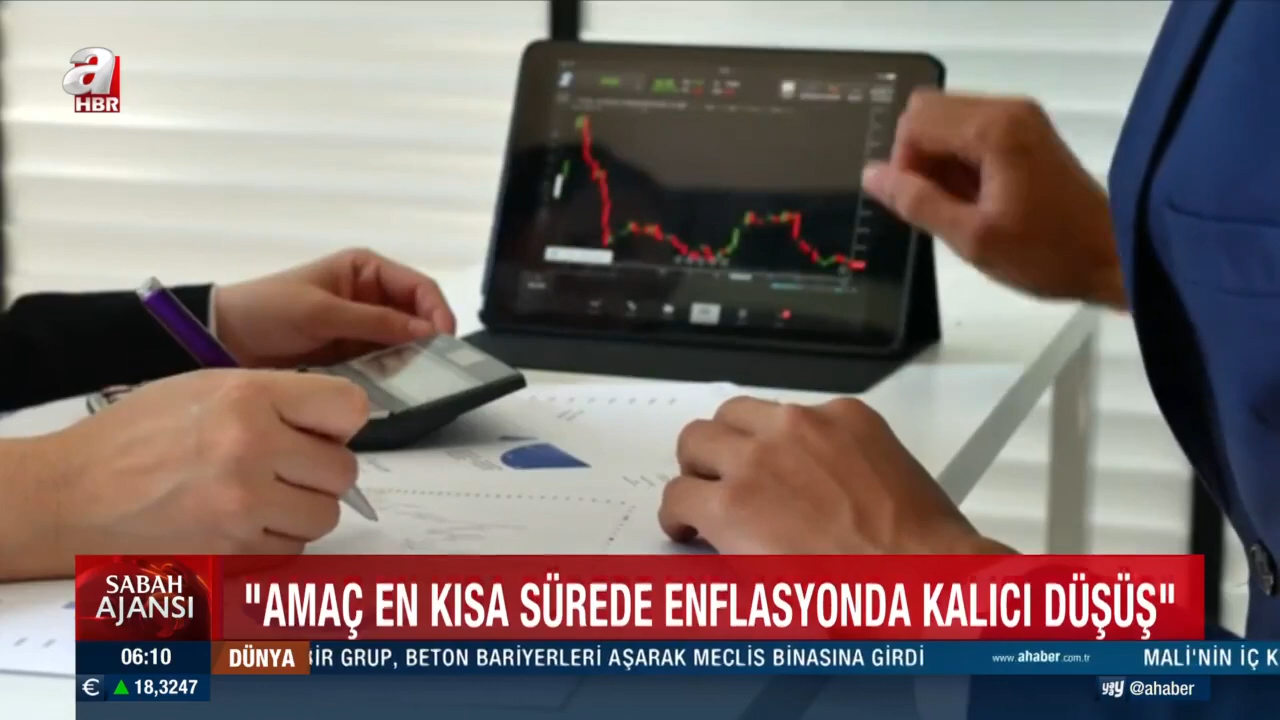 a
HBR
SABAH
AJANSI
"AMAÇ EN KISA SÜREDE ENFLASYONDA KALICI DÜŞÜŞ"
06:10
DÜNYA
BİR GRUP, BETON BARİYERLERİ AŞARAK MECLİS BİNASINA GİRDİ
www.ahaber.com.tr
MALİ'NİN İÇ K
€ 18,3247
@ahaber